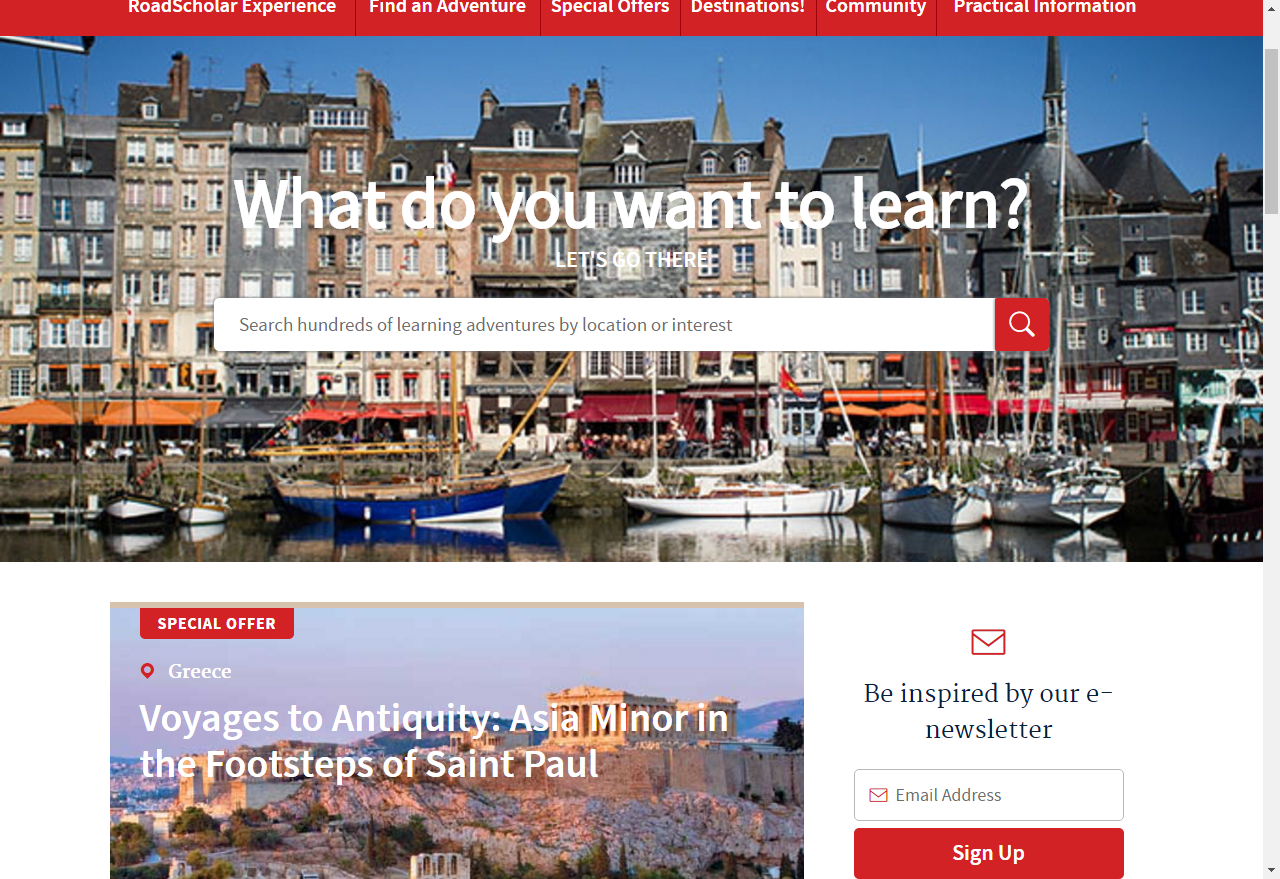 RoadScholar Experience
Find an Adventure
Special Offers
Destinations!
Community
Practical Information
What do you want to learn?
LET'S GO THERE
Search hundreds of learning adventures by location or interest
SPECIAL OFFER
Greece
Voyages to Antiquity: Asia Minor in
the Footsteps of Saint Paul
Be inspired by our e-
newsletter
Email Address
Sign Up